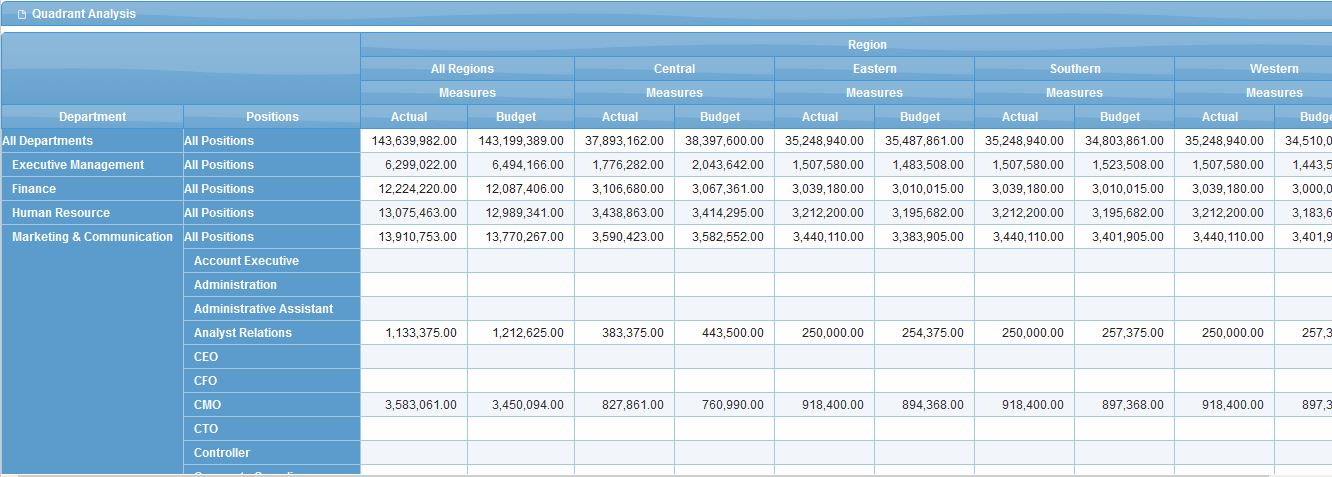 Quadrant Analysis
Region
All Regions Central Eastern Southern Western
Measures Measures Measures Measures Measures
Department Positions Actual Budget Actual Budget Actual Budget Actual Budget Actual Budge
All Departments All Positions 143,639,982.00 143,199,389.00 37,893,162.00 38,397,600.00 35,248,940.00 35,487,861.00 35,248,940.00 34,803,861.00 35,248,940.00 34,510,0
Executive Management All Positions 6,299,022.00 6,494,166.00 1,776,282.00 2,043,642.00 1,507,580.00 1,483,508.00 1,507,580.00 1,523,508.00 1,507,580.00 1,443,5
Finance All Positions 12,224,220.00 12,087,406.00 3,106,680.00 3,067,361.00 3,039,180.00 3,010,015.00 3,039,180.00 3,010,015.00 3,039,180.00 3,000,0
Human Resource All Positions 13,075,463.00 12,989,341.00 3,438,863.00 3,414,295.00 3,212,200.00 3,195,682.00 3,212,200.00 3,195,682.00 3,212,200.00 3,183,6
Marketing & Communication All Positions 13,910,753.00 13,770,267.00 3,590,423.00 3,582,552.00 3,440,110.00 3,383,905.00 3,440,110.00 3,401,905.00 3,440,110.00 3,401,9
Account Executive
Administration
Administrative Assistant
Analyst Relations 1,133,375.00 1,212,625.00 383,375.00 443,500.00 250,000.00 254,375.00 250,000.00 257,375.00 250,000.00 257,3
CEO
CFO
CMO 3,583,061.00 3,450,094.00 827,861.00 760,990.00 918,400.00 894,368.00 918,400.00 897,368.00 918,400.00 897,3
CTO
Controller